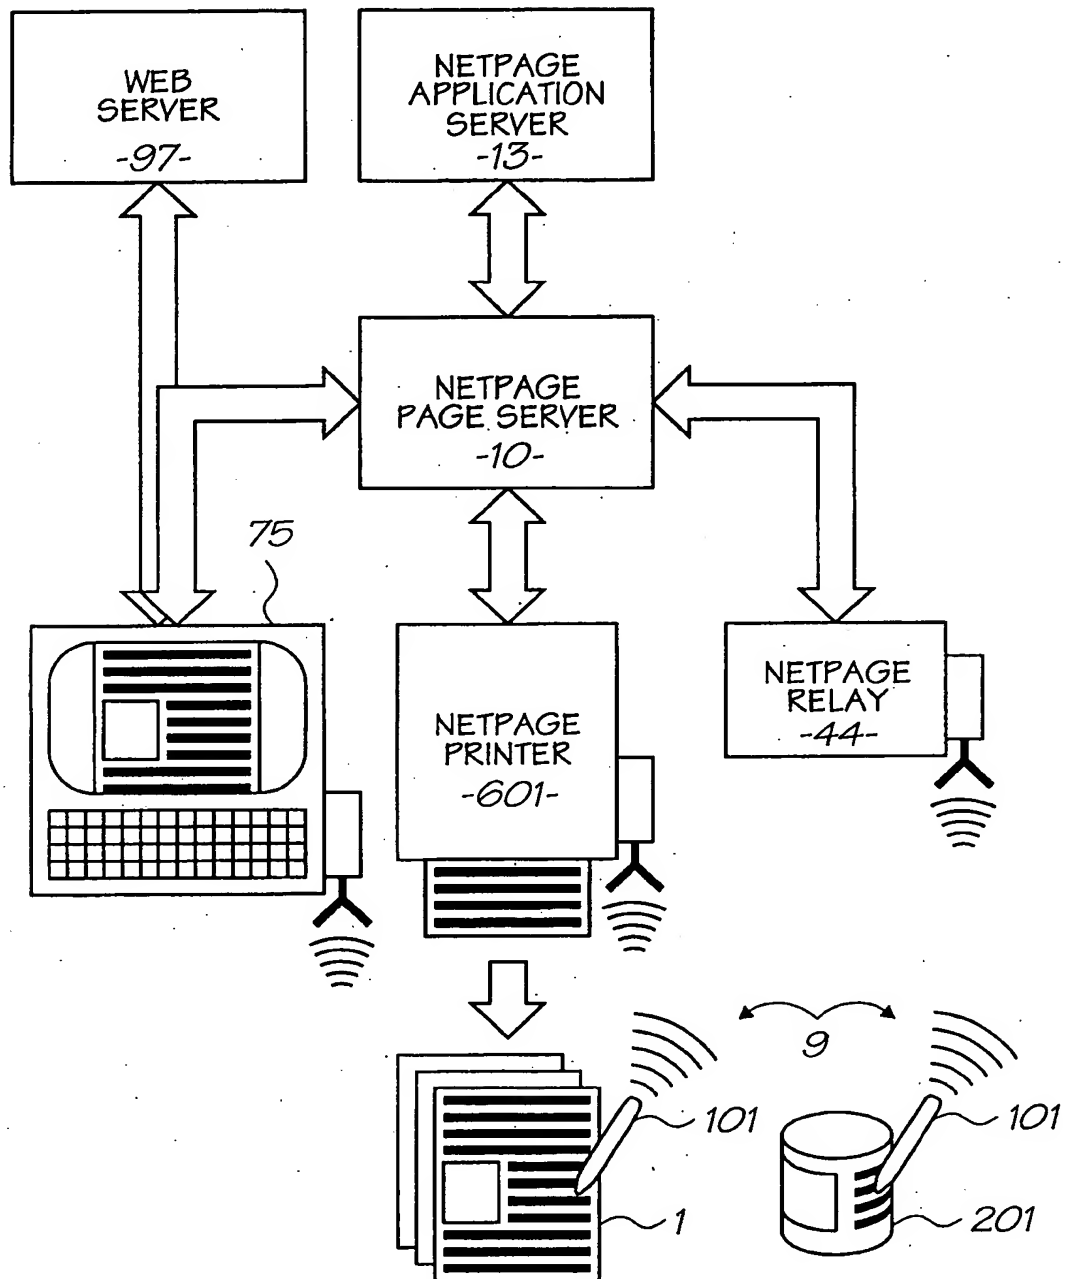 WEB
SERVER
-97-
NETPAGE
APPLICATION
SERVER
-13-
NETPAGE
PAGE SERVER
-10-
75
NETPAGE
PRINTER
-601-
NETPAGE
RELAY
-44-
9
101
101
1
201